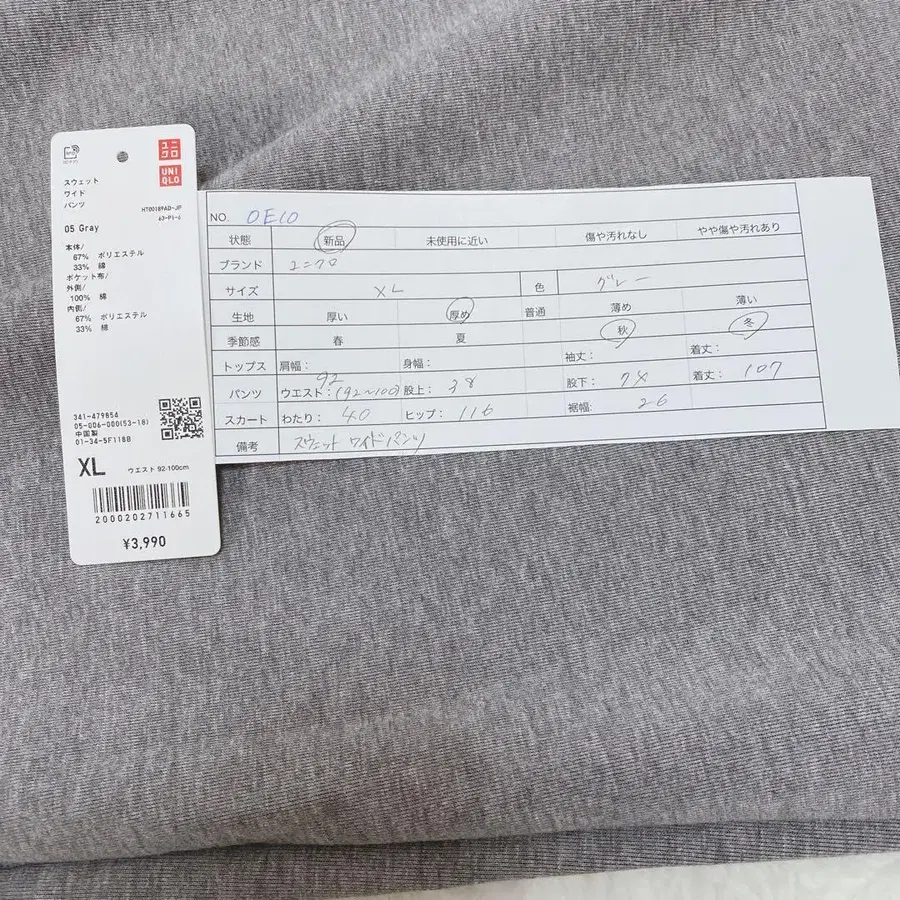 ユニクロ
UNIQLO
スウェット
ワイド
パンツ
HT00189AD-JP
63-P1-6
05 Gray
本体/
67% ポリエステル
33% 綿
ポケット布/
外側/
100% 綿
内側/
67% ポリエステル
33% 綿
341-479854
05-006-000(53-18)
中国製
01-34-5F118B
XL ウエスト 92-100cm
2000202711665
¥3,990
NO. OE10
状態 新品 未使用に近い 傷や汚れなし やや傷や汚れあり
ブランド ユニクロ
サイズ XL 色 グレー
生地 厚い 厚め 普通 薄め 薄い
季節感 春 夏 秋 冬
トップス 肩幅： 身幅： 袖丈： 着丈：
パンツ ウエスト：92(92~100) 股上：38 股下：74 着丈：107
スカート わたり：40 ヒップ：116 裾幅：26
備考 スウェット ワイドパンツ